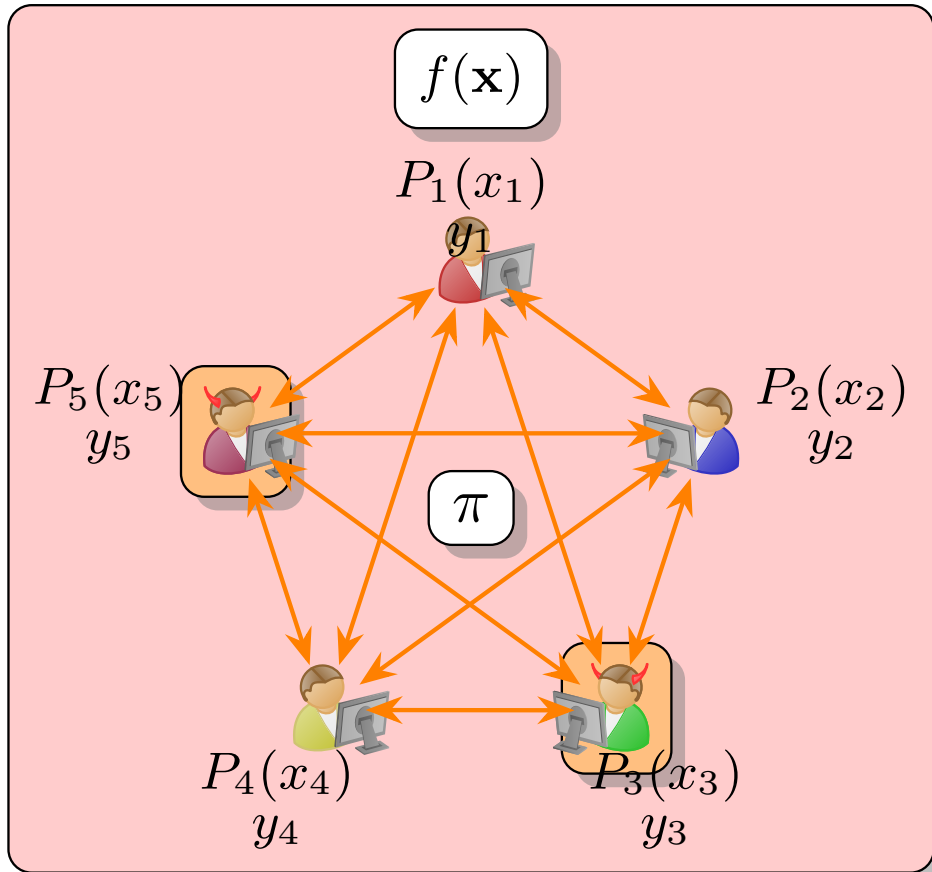 f(𝐱)
P₁(x₁)
y₁
P₅(x₅)
y₅
P₂(x₂)
y₂
π
P₄(x₄)
y₄
P₃(x₃)
y₃